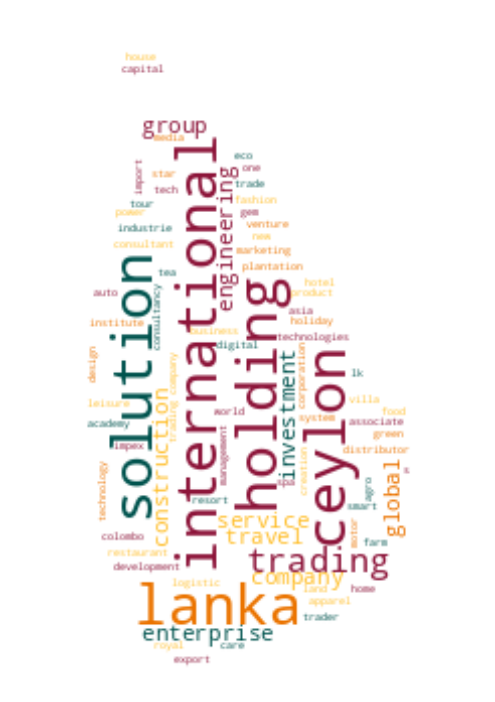 house
capital
group
media
international
eco
one
import
star
engineering
trade
tech
tour
fashion
power
gem
industrie
venture
new
consultant
marketing
solution
tea
plantation
holding
hotel
auto
consultancy
product
asia
institute
holiday
business
technologies
digital
ceylon
design
trading company
investment
corporation
lk
leisure
villa
world
food
academy
construction
system
associate
impex
management
green
distributor
technology
spa
creation
global
s
resort
agro
smart
service
colombo
travel
motor
farm
restaurant
trading
development
company
logistic
lanka
land
home
apparel
enterprise
trader
royal
care
export